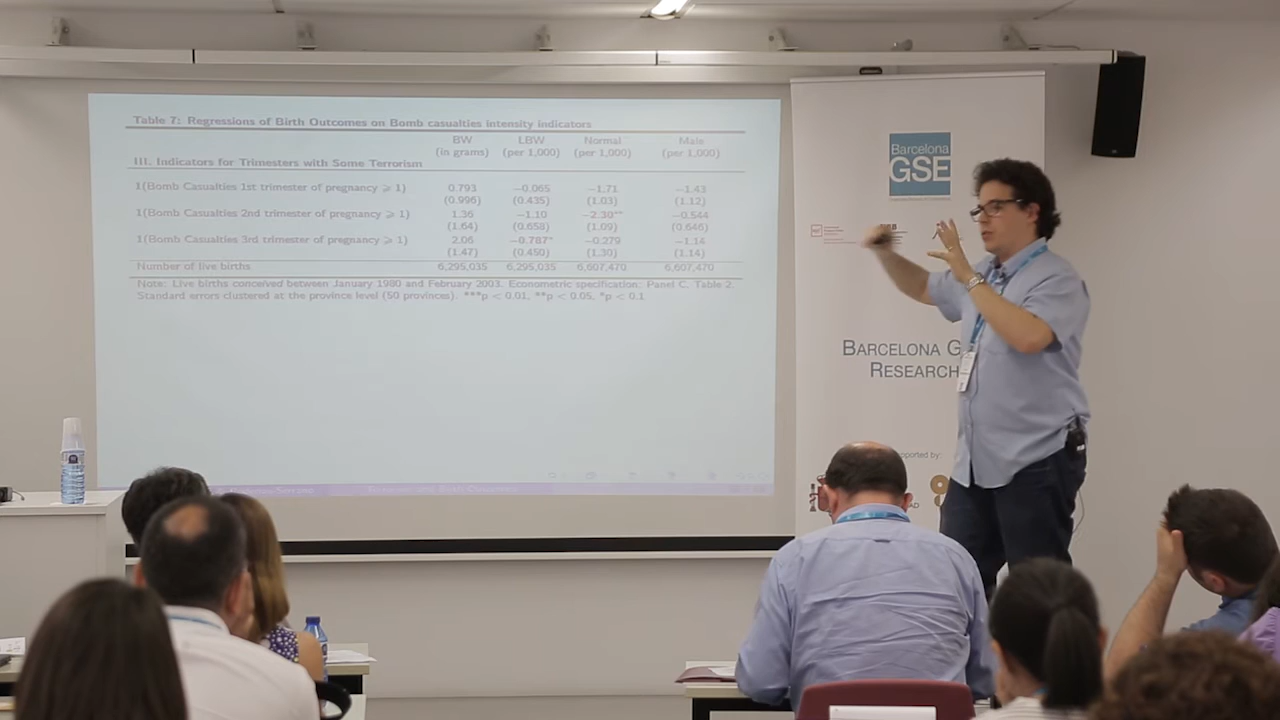 Table 7: Regressions of Birth Outcomes on Bomb casualties intensity indicators
BW LBW Normal Male
(in grams) (per 1,000) (per 1,000) (per 1,000)
III. Indicators for Trimesters with Some Terrorism
1(Bomb Casualties 1st trimester of pregnancy ⩾ 1) 0.793 −0.065 −1.71 −1.43
(0.996) (0.435) (1.03) (1.12)
1(Bomb Casualties 2nd trimester of pregnancy ⩾ 1) 1.36 −1.10 −2.30** −0.544
(1.64) (0.658) (1.09) (0.646)
1(Bomb Casualties 3rd trimester of pregnancy ⩾ 1) 2.06 −0.787* −0.279 −1.14
(1.47) (0.450) (1.30) (1.14)
Number of live births 6,295,035 6,295,035 6,607,470 6,607,470
Note: Live births conceived between January 1980 and February 2003. Econometric specification: Panel C. Table 2.
Standard errors clustered at the province level (50 provinces). ***p < 0.01, **p < 0.05, *p < 0.1
Barcelona
GSE
BARCELONA G
RESEARCH